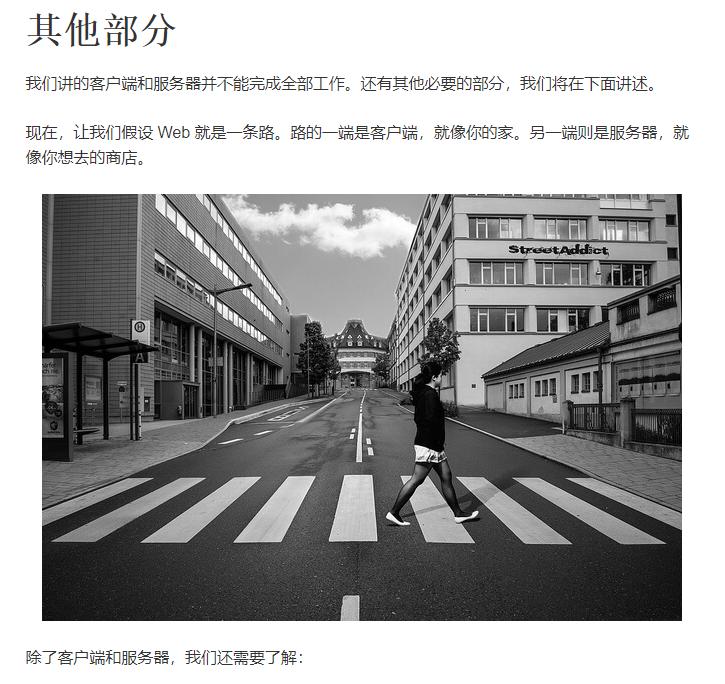 其他部分
我们讲的客户端和服务器并不能完成全部工作。还有其他必要的部分，我们将在下面讲述。
现在，让我们假设 Web 就是一条路。路的一端是客户端，就像你的家。另一端则是服务器，就
像你想去的商店。
StreetAddict
H
A
除了客户端和服务器，我们还需要了解：